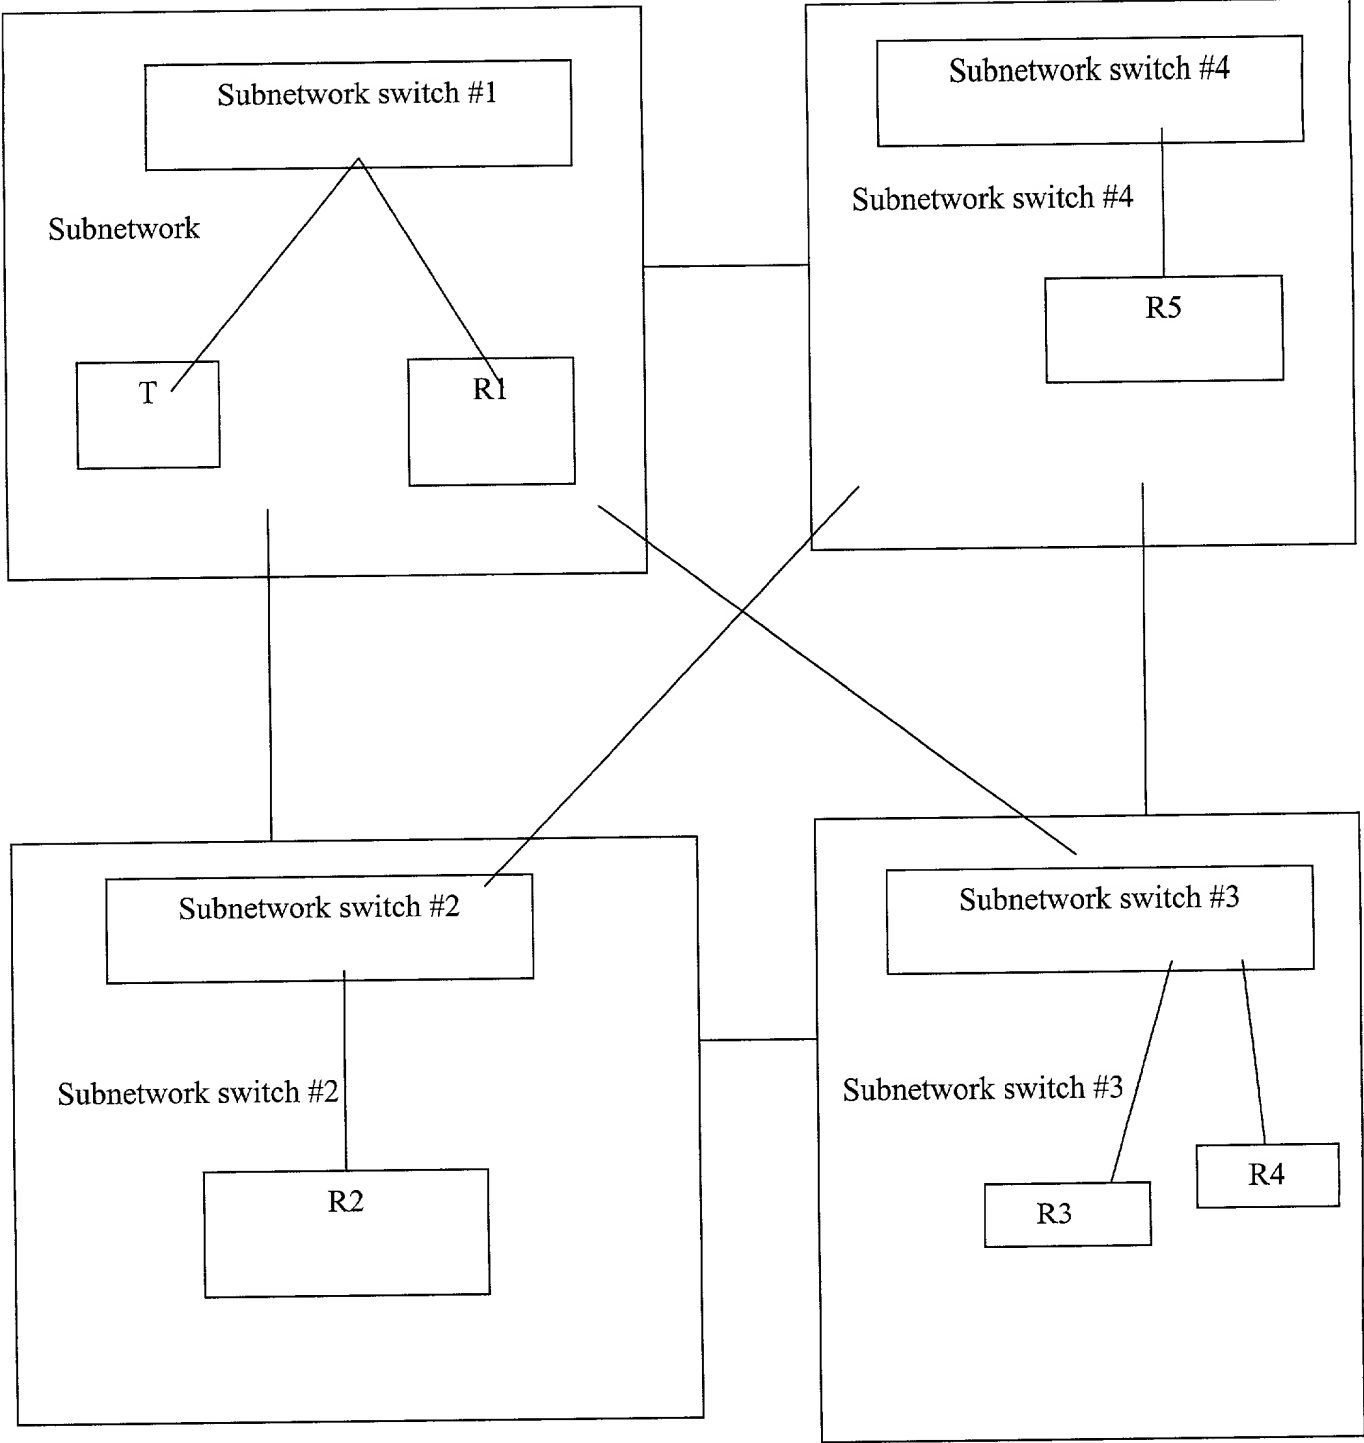 Subnetwork switch #1
Subnetwork
T
R1
Subnetwork switch #4
Subnetwork switch #4
R5
Subnetwork switch #2
Subnetwork switch #2
R2
Subnetwork switch #3
Subnetwork switch #3
R3
R4